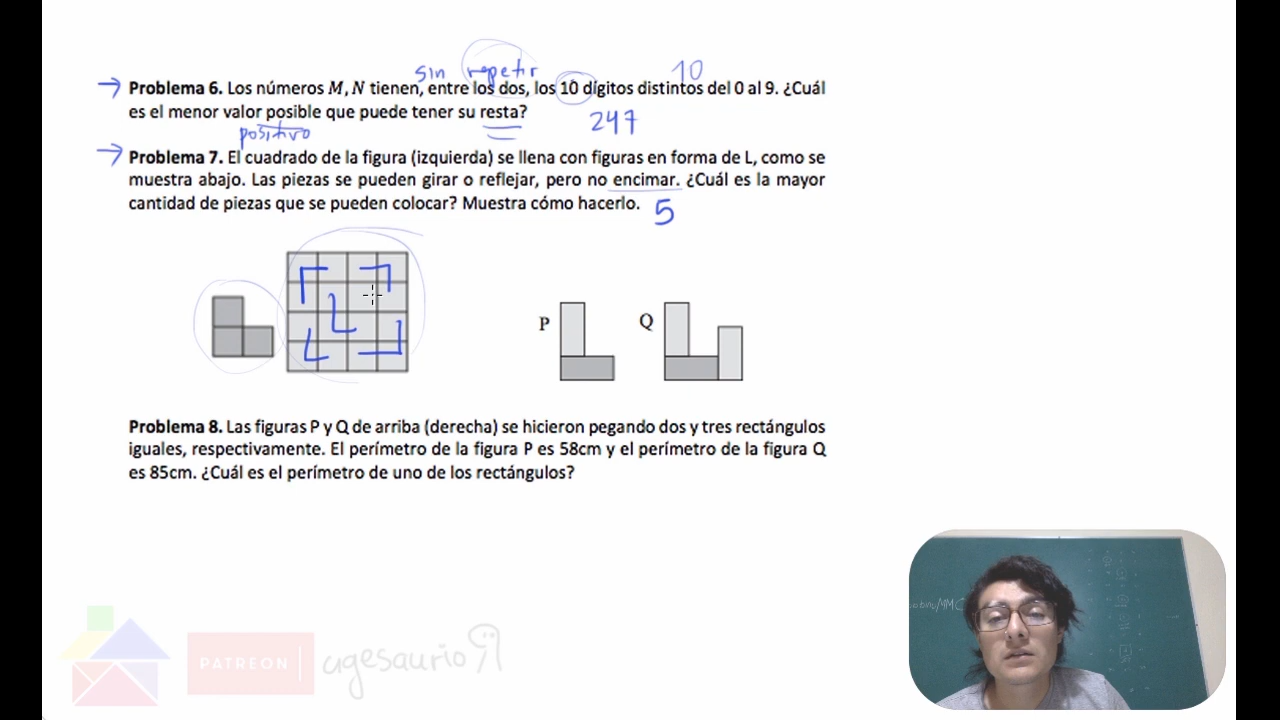 sin repetir 10
Problema 6. Los números M, N tienen, entre los dos, los 10 dígitos distintos del 0 al 9. ¿Cuál
es el menor valor posible que puede tener su resta?
positivo 247
Problema 7. El cuadrado de la figura (izquierda) se llena con figuras en forma de L, como se
muestra abajo. Las piezas se pueden girar o reflejar, pero no encimar. ¿Cuál es la mayor
cantidad de piezas que se pueden colocar? Muestra cómo hacerlo. 5
P Q
Problema 8. Las figuras P y Q de arriba (derecha) se hicieron pegando dos y tres rectángulos
iguales, respectivamente. El perímetro de la figura P es 58cm y el perímetro de la figura Q
es 85cm. ¿Cuál es el perímetro de uno de los rectángulos?
PATREON
agesaurio